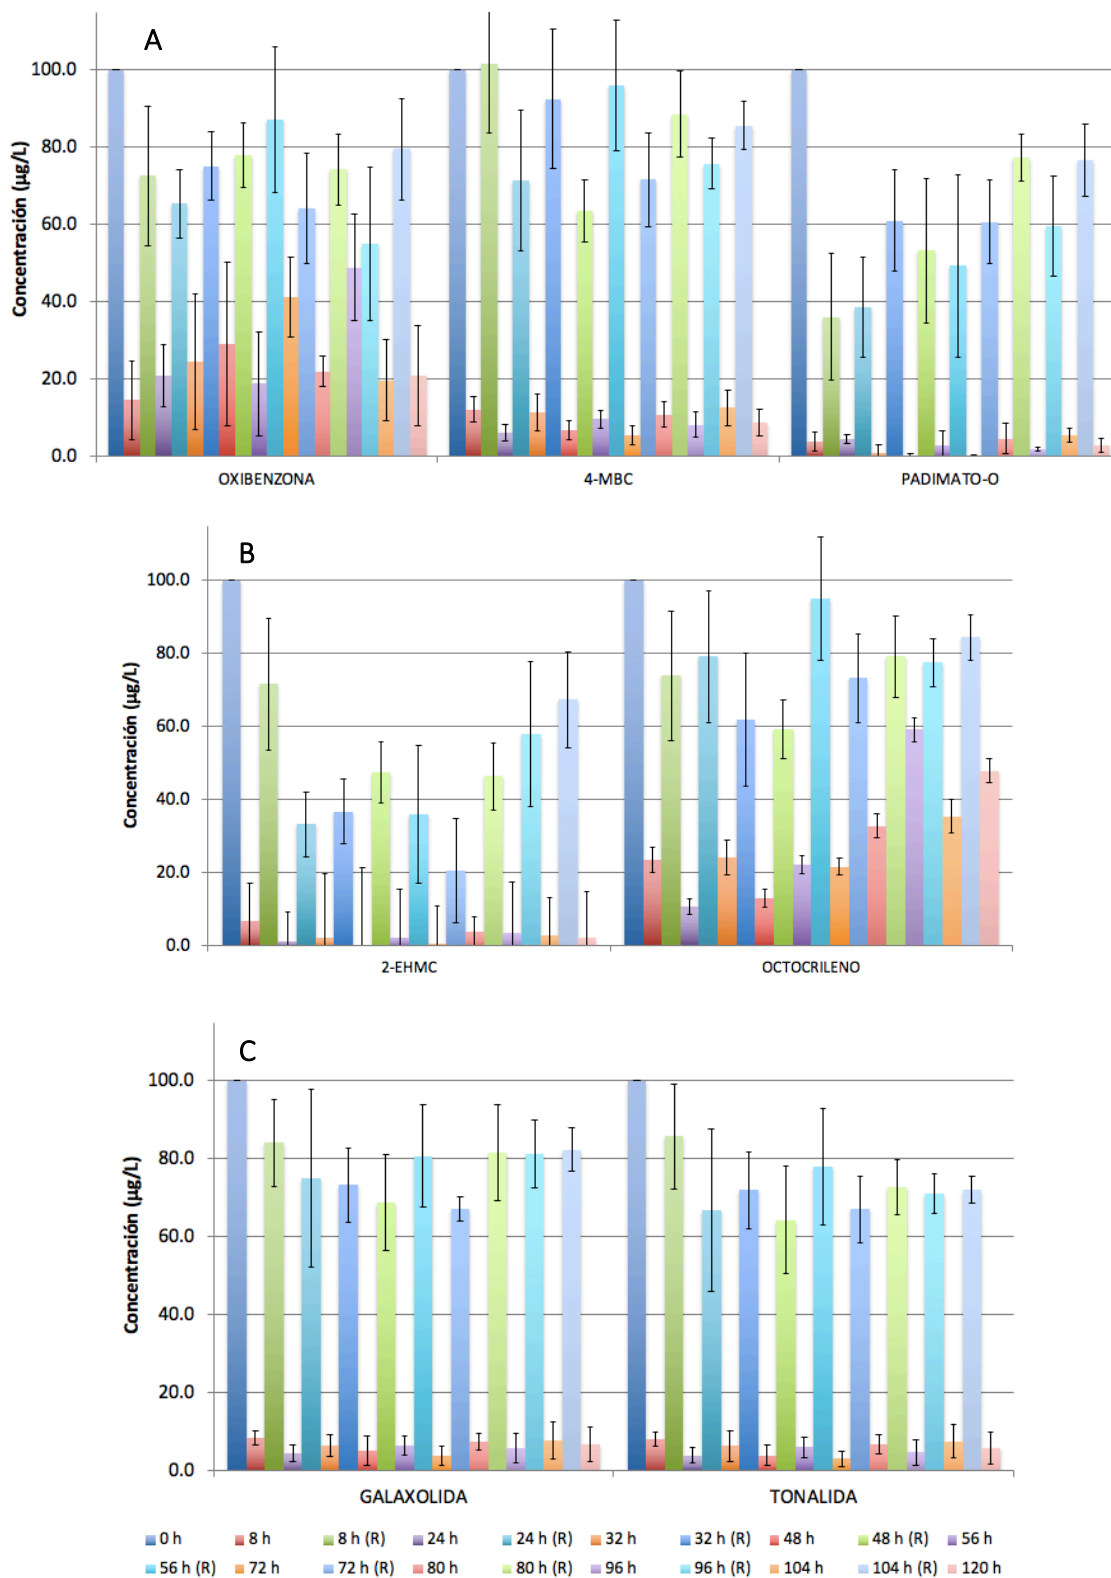 A
Concentración (µg/L)
100.0
80.0
60.0
40.0
20.0
0.0
OXIBENZONA 4-MBC PADIMATO-O
B
Concentración (µg/L)
100.0
80.0
60.0
40.0
20.0
0.0
2-EHMC OCTOCRILENO
C
Concentración (µg/L)
100.0
80.0
60.0
40.0
20.0
0.0
GALAXOLIDA TONALIDA
0 h 8 h 8 h (R) 24 h 24 h (R) 32 h 32 h (R) 48 h 48 h (R) 56 h
56 h (R) 72 h 72 h (R) 80 h 80 h (R) 96 h 96 h (R) 104 h 104 h (R) 120 h